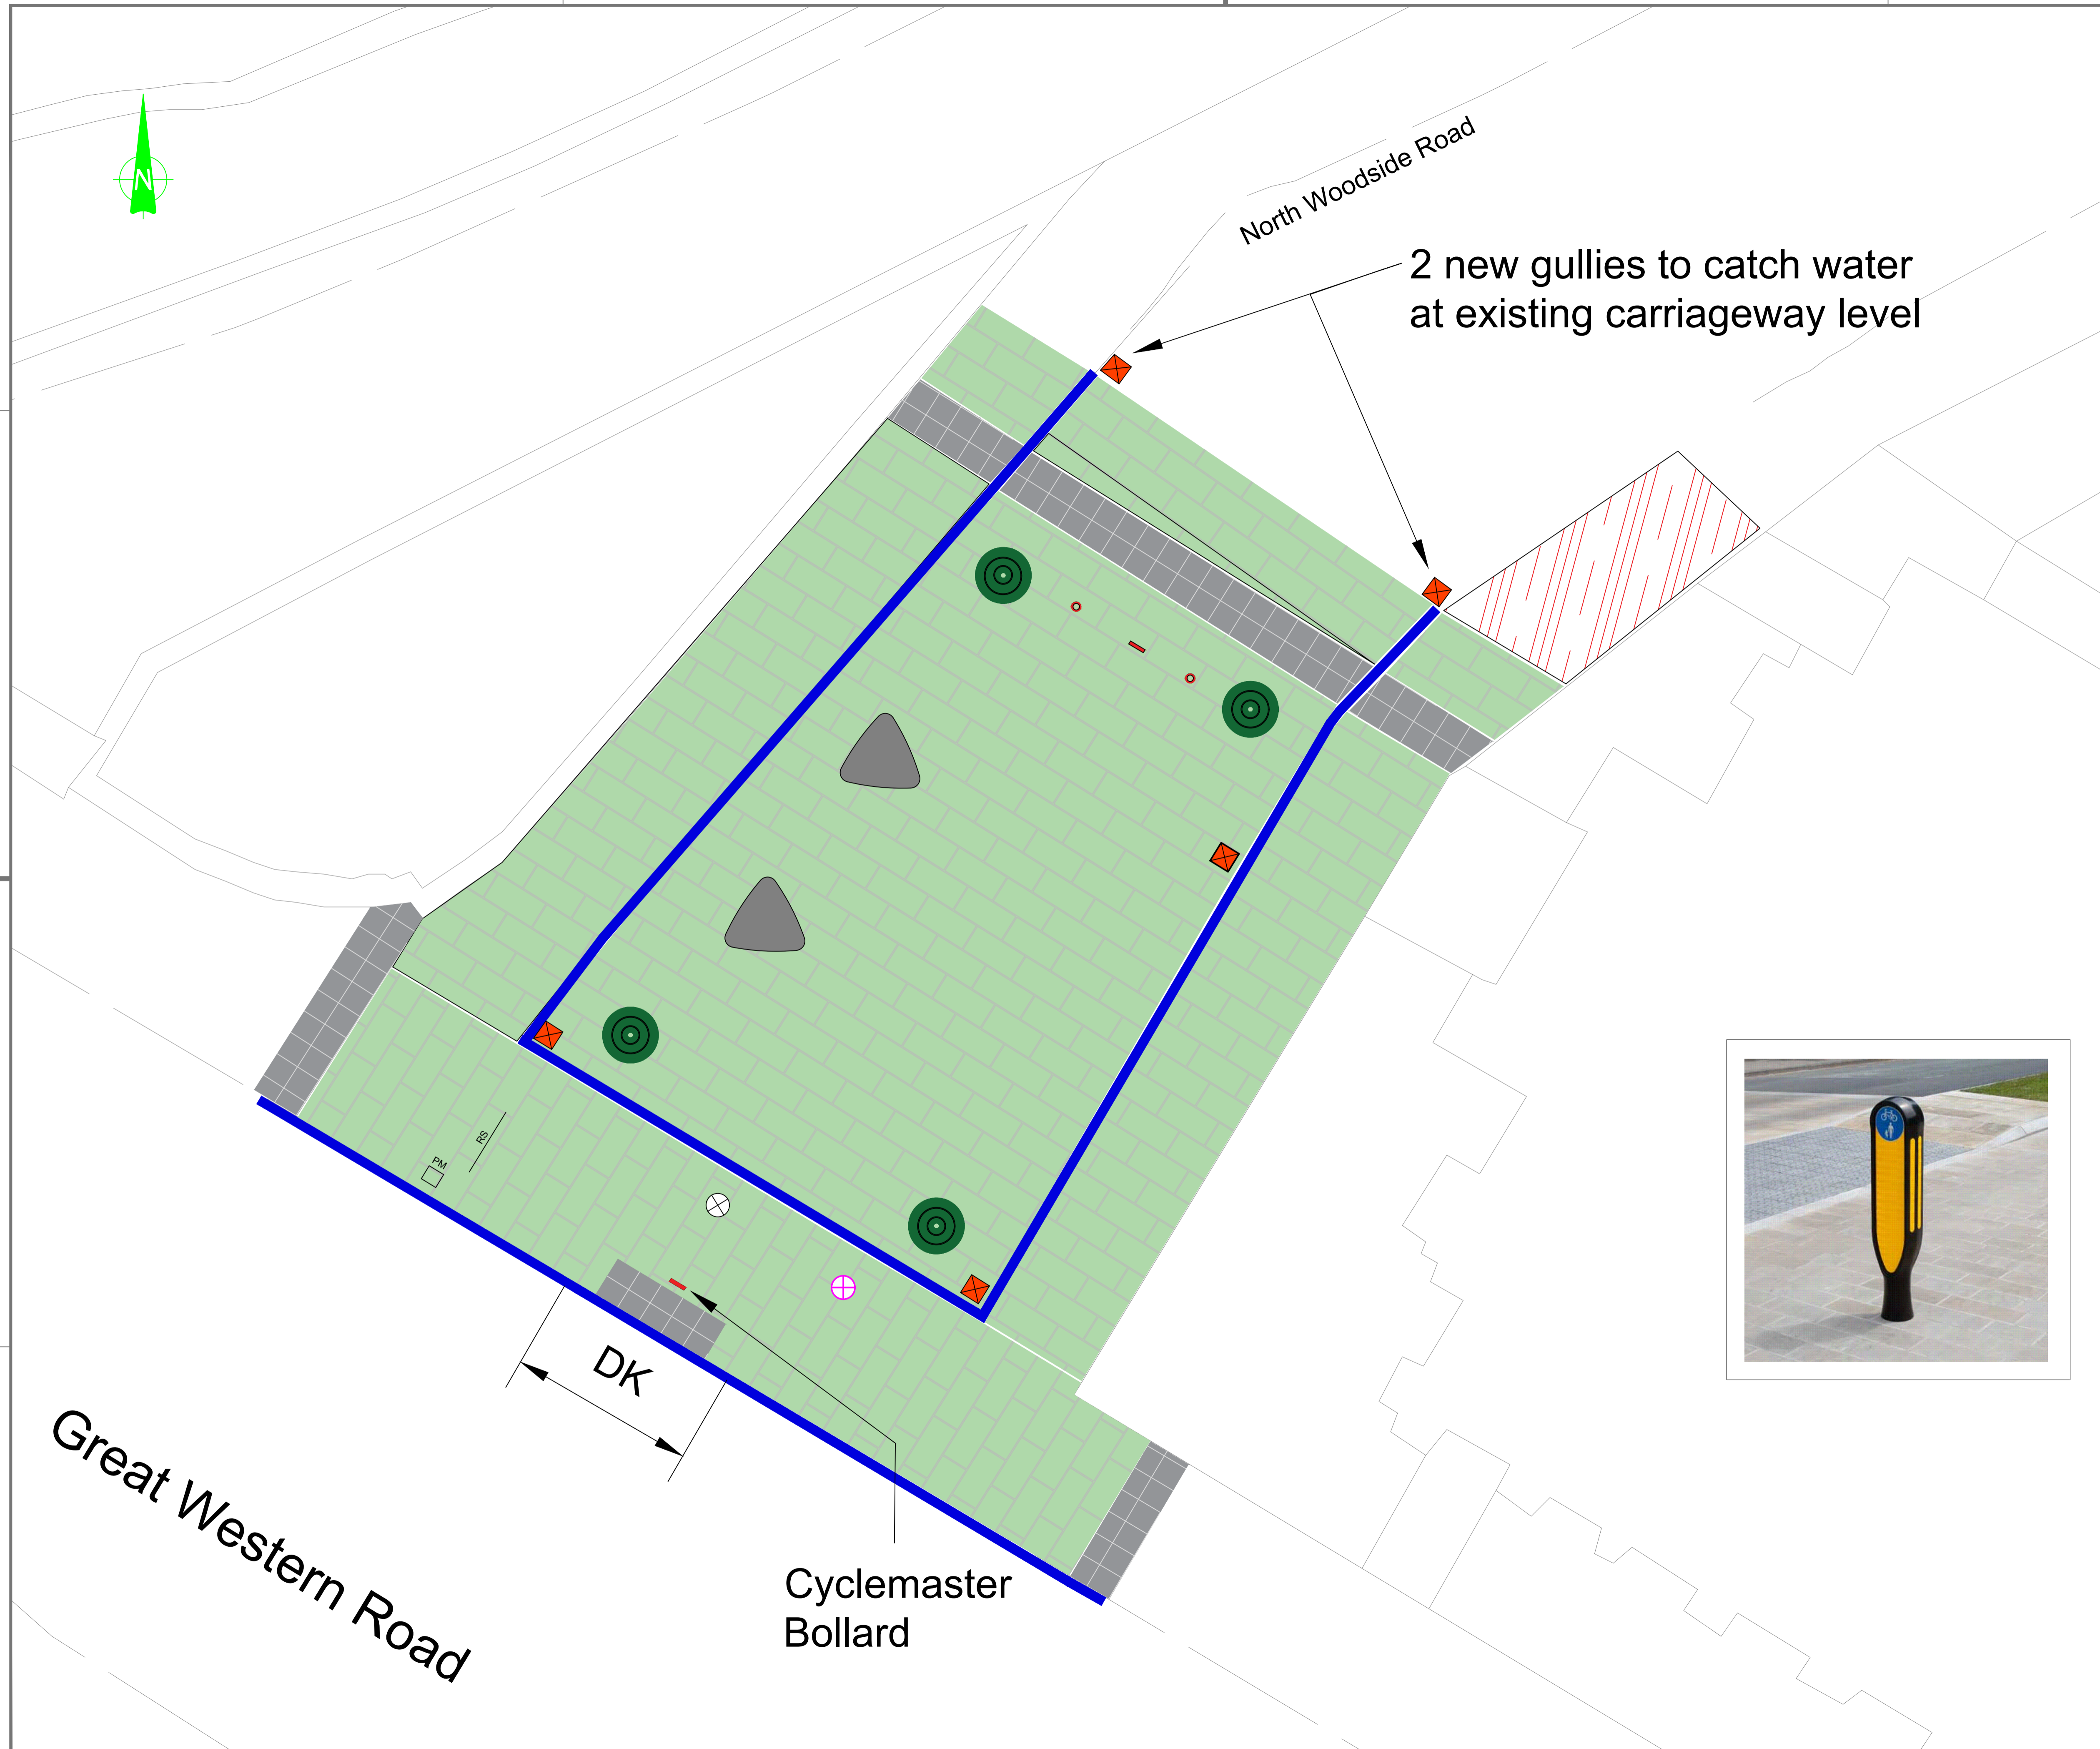 N
North Woodside Road
2 new gullies to catch water
at existing carriageway level
RS
PM
DK
Great Western Road
Cyclemaster
Bollard